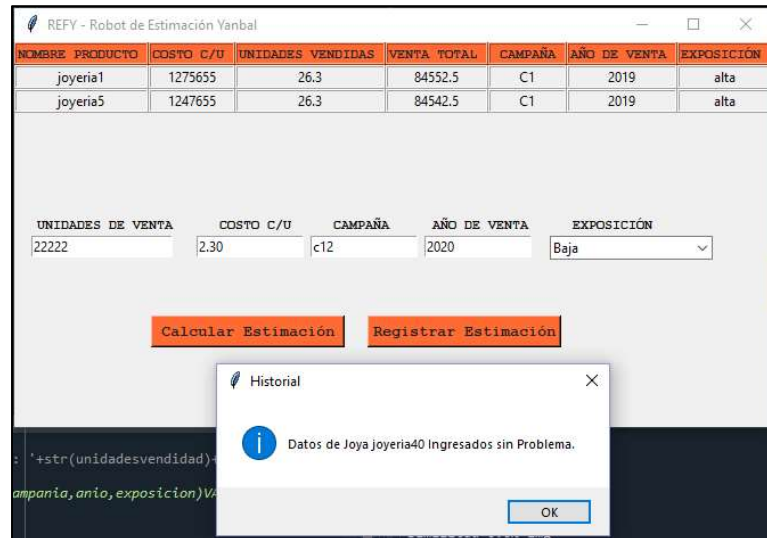 REFY - Robot de Estimación Yanbal
NOMBRE PRODUCTO COSTO C/U UNIDADES VENDIDAS VENTA TOTAL CAMPAÑA AÑO DE VENTA EXPOSICIÓN
joyeria1 1275655 26.3 84552.5 C1 2019 alta
joyeria5 1247655 26.3 84542.5 C1 2019 alta
UNIDADES DE VENTA COSTO C/U CAMPAÑA AÑO DE VENTA EXPOSICIÓN
22222 2.30 c12 2020 Baja
Calcular Estimación Registrar Estimación
Historial
Datos de Joya joyeria40 Ingresados sin Problema.
: '+str(unidadesvendidad)+
ampania,anio,exposicion)VA
OK